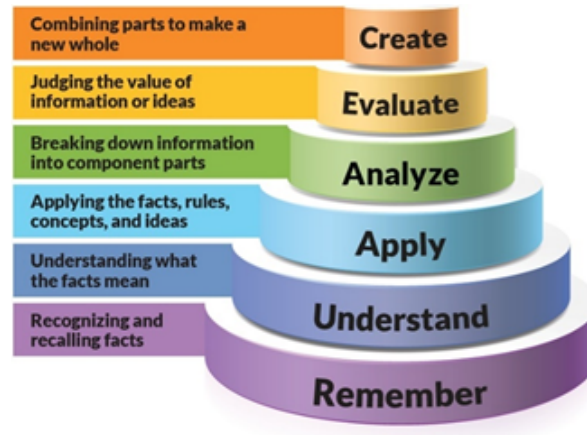 Combining parts to make a
new whole
Create
Judging the value of
information or ideas
Evaluate
Breaking down information
into component parts
Analyze
Applying the facts, rules,
concepts, and ideas
Apply
Understanding what
the facts mean
Understand
Recognizing and
recalling facts
Remember